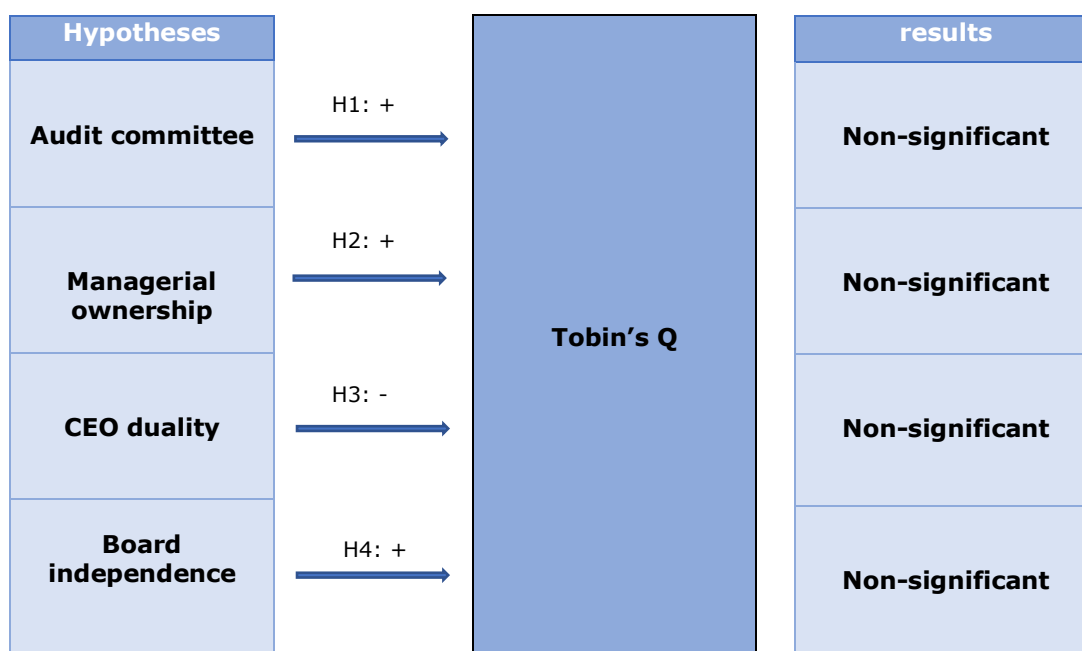 Hypotheses
results
Audit committee
H1: +
Non-significant
Managerial
ownership
H2: +
Non-significant
Tobin’s Q
CEO duality
H3: -
Non-significant
Board
independence
H4: +
Non-significant